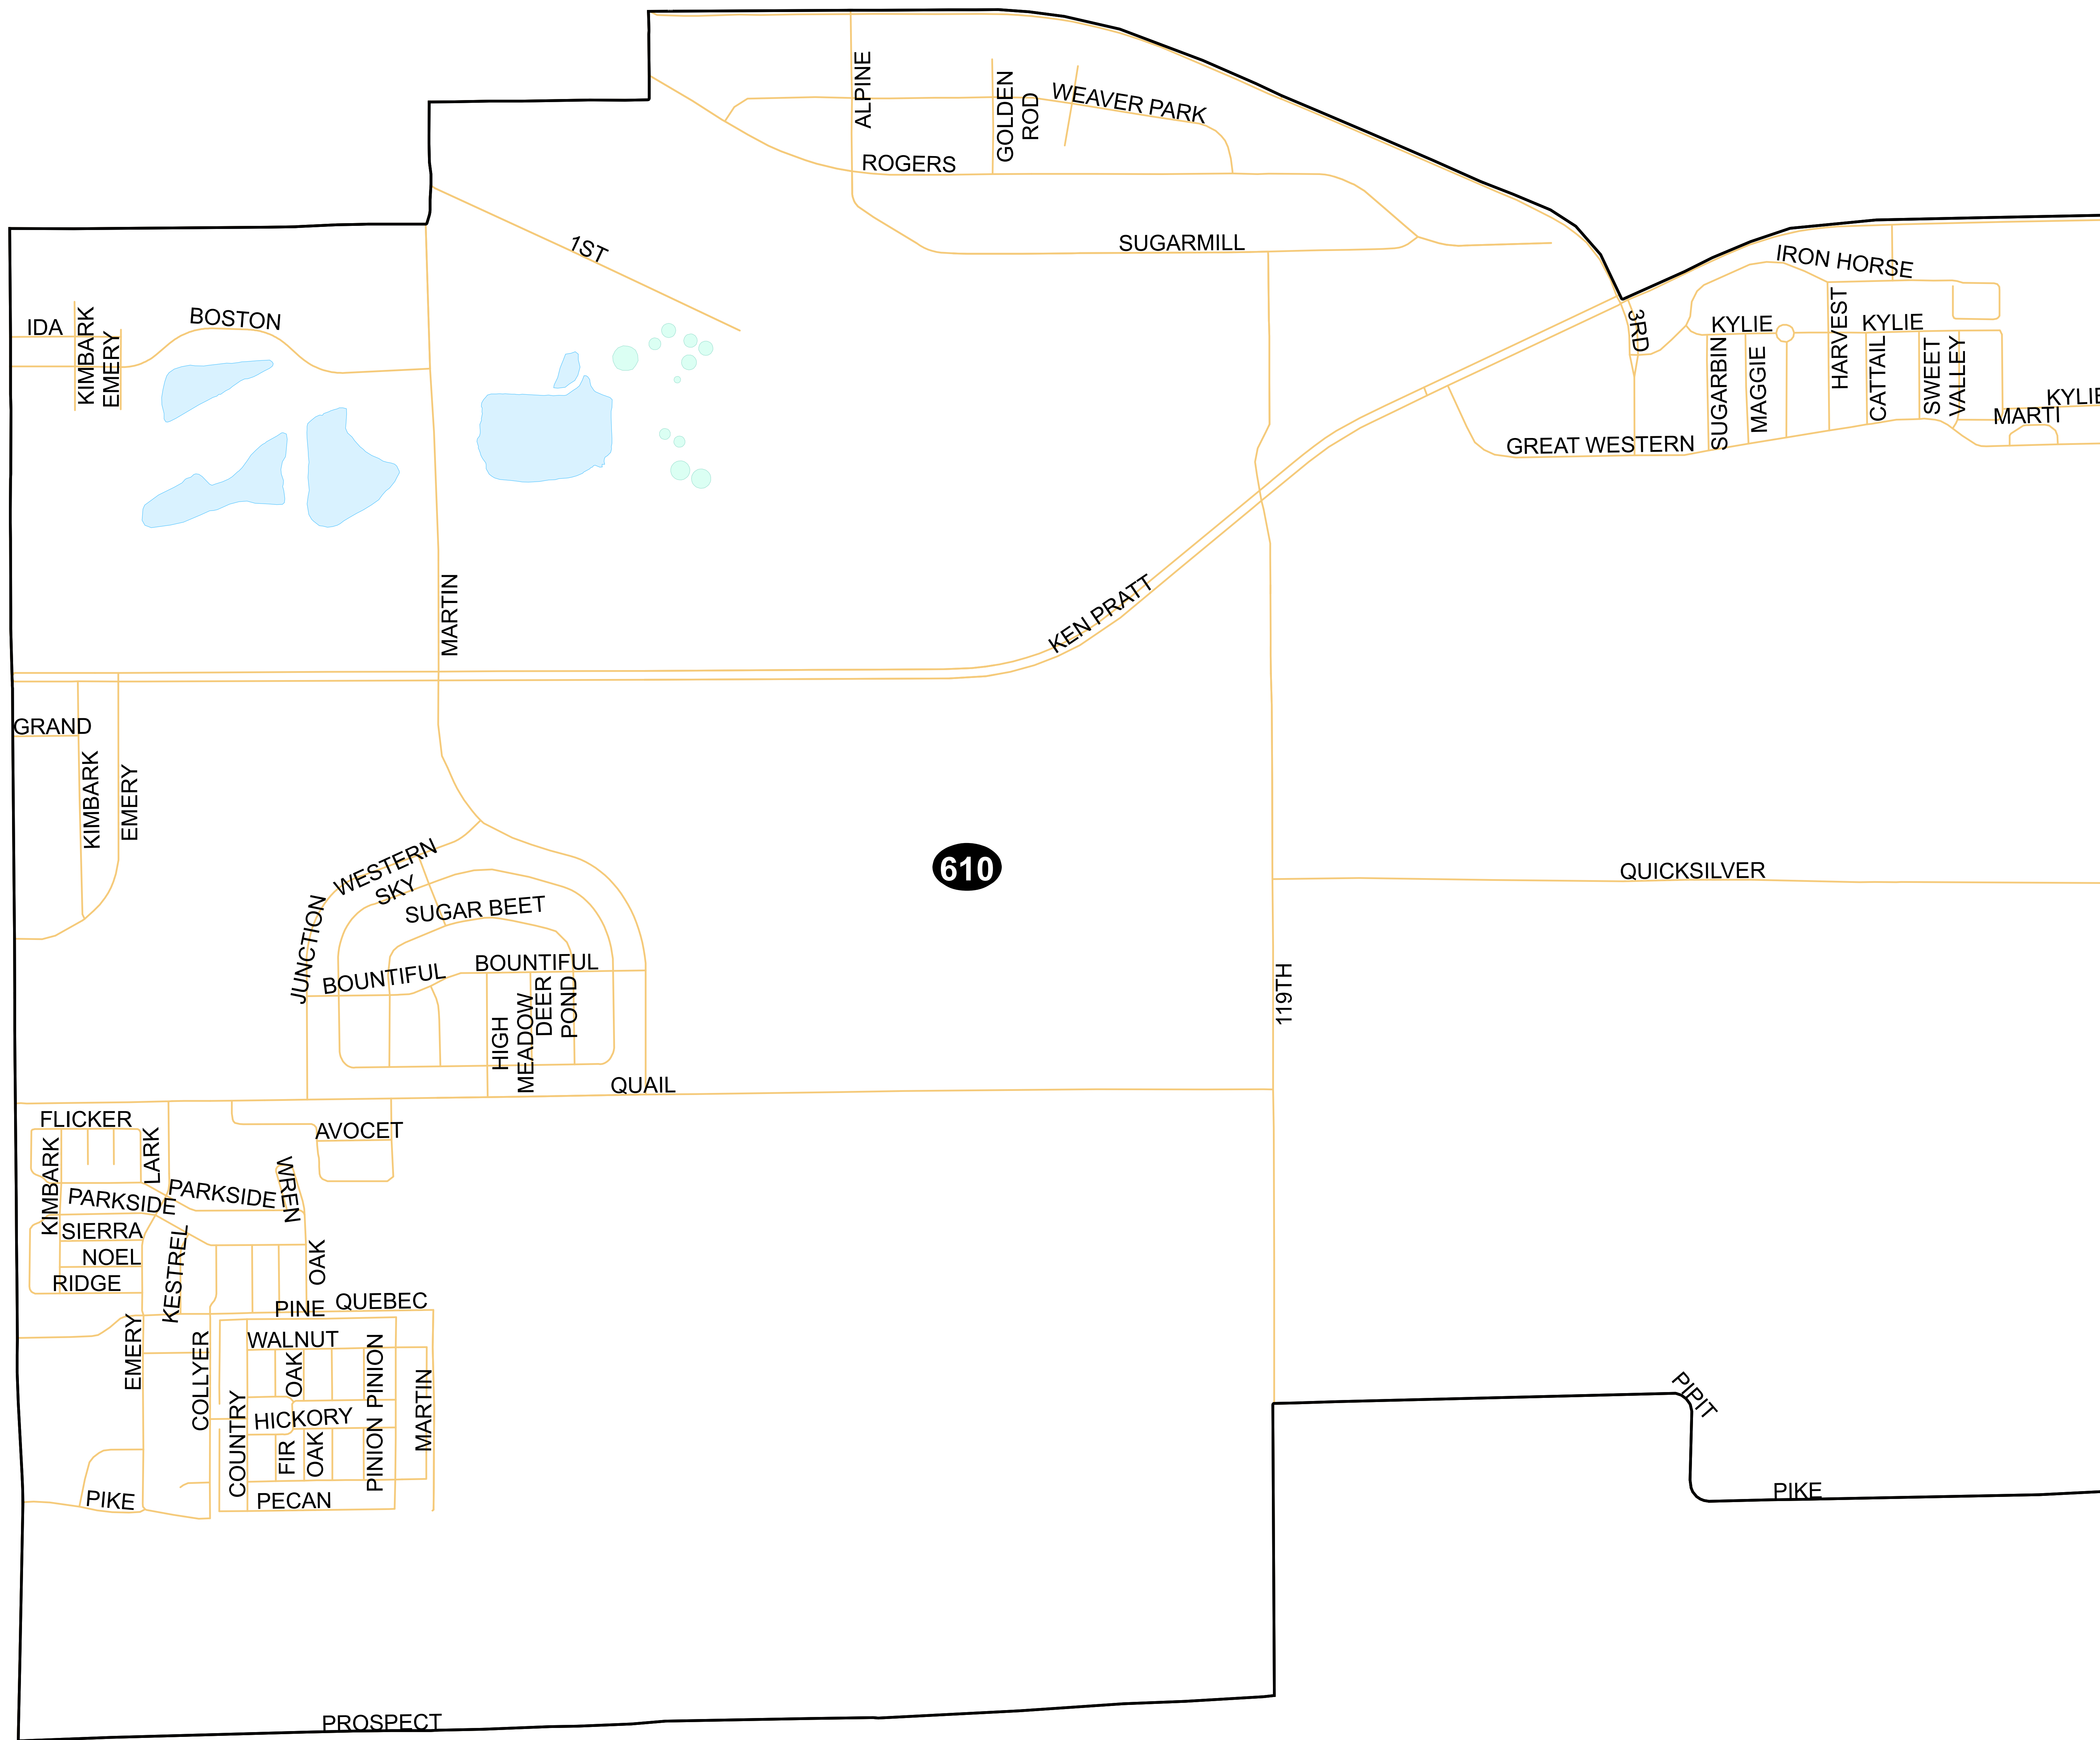 ALPINE
GOLDEN
ROD
WEAVER PARK
ROGERS
1ST
SUGARMILL
IRON HORSE
3RD
IDA
KIMBARK
EMERY
BOSTON
KYLIE
KYLIE
SUGARBIN
MAGGIE
HARVEST
CATTAIL
SWEET
VALLEY
KYLIE
MARTI
GREAT WESTERN
MARTIN
KEN PRATT
GRAND
KIMBARK
EMERY
WESTERN
SKY
610
QUICKSILVER
JUNCTION
SUGAR BEET
BOUNTIFUL
BOUNTIFUL
HIGH
MEADOW
DEER
POND
119TH
QUAIL
FLICKER
AVOCET
KIMBARK
LARK
WREN
PARKSIDE
PARKSIDE
SIERRA
NOEL
RIDGE
KESTREL
OAK
PINE
QUEBEC
EMERY
COLLYER
WALNUT
OAK
PINION
MARTIN
COUNTRY
HICKORY
FIR
OAK
PINION
PIKE
PECAN
PIPIT
PIKE
PROSPECT